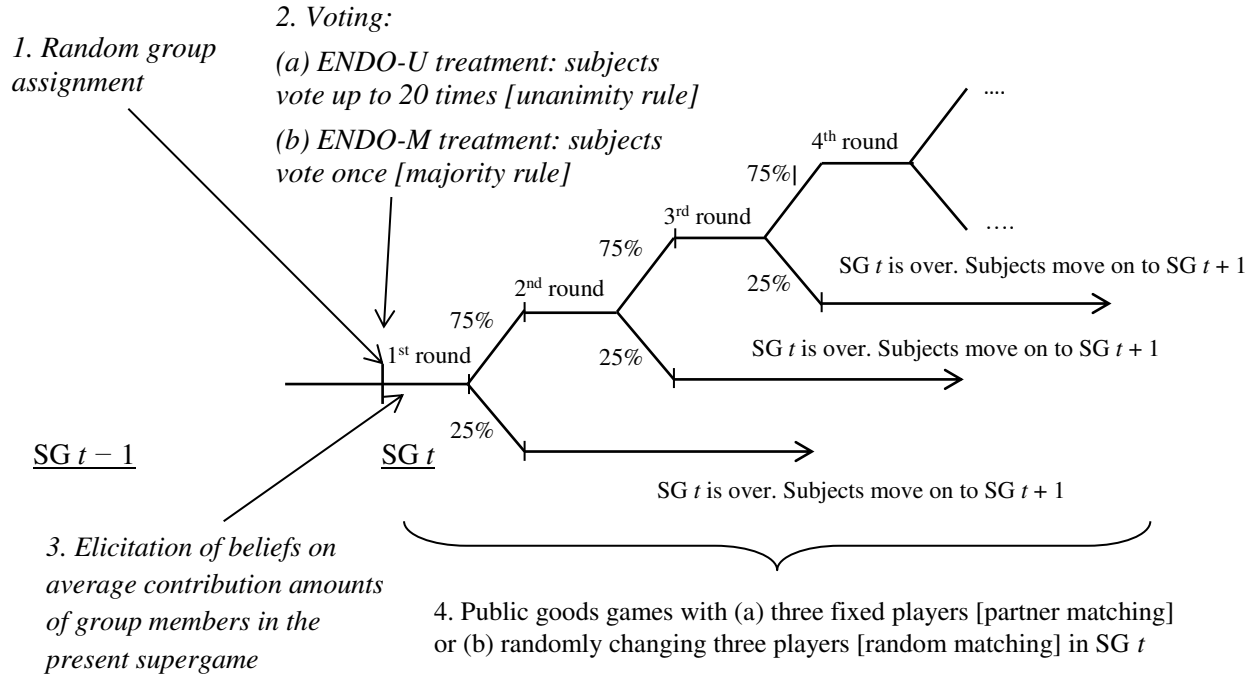 1. Random group
assignment
2. Voting:
(a) ENDO-U treatment: subjects
vote up to 20 times [unanimity rule]
(b) ENDO-M treatment: subjects
vote once [majority rule]
....
4th round
75%|
....
3rd round
75%
25%
SG t is over. Subjects move on to SG t + 1
2nd round
75%
25%
SG t is over. Subjects move on to SG t + 1
1st round
25%
SG t − 1
SG t
SG t is over. Subjects move on to SG t + 1
3. Elicitation of beliefs on
average contribution amounts
of group members in the
present supergame
4. Public goods games with (a) three fixed players [partner matching]
or (b) randomly changing three players [random matching] in SG t